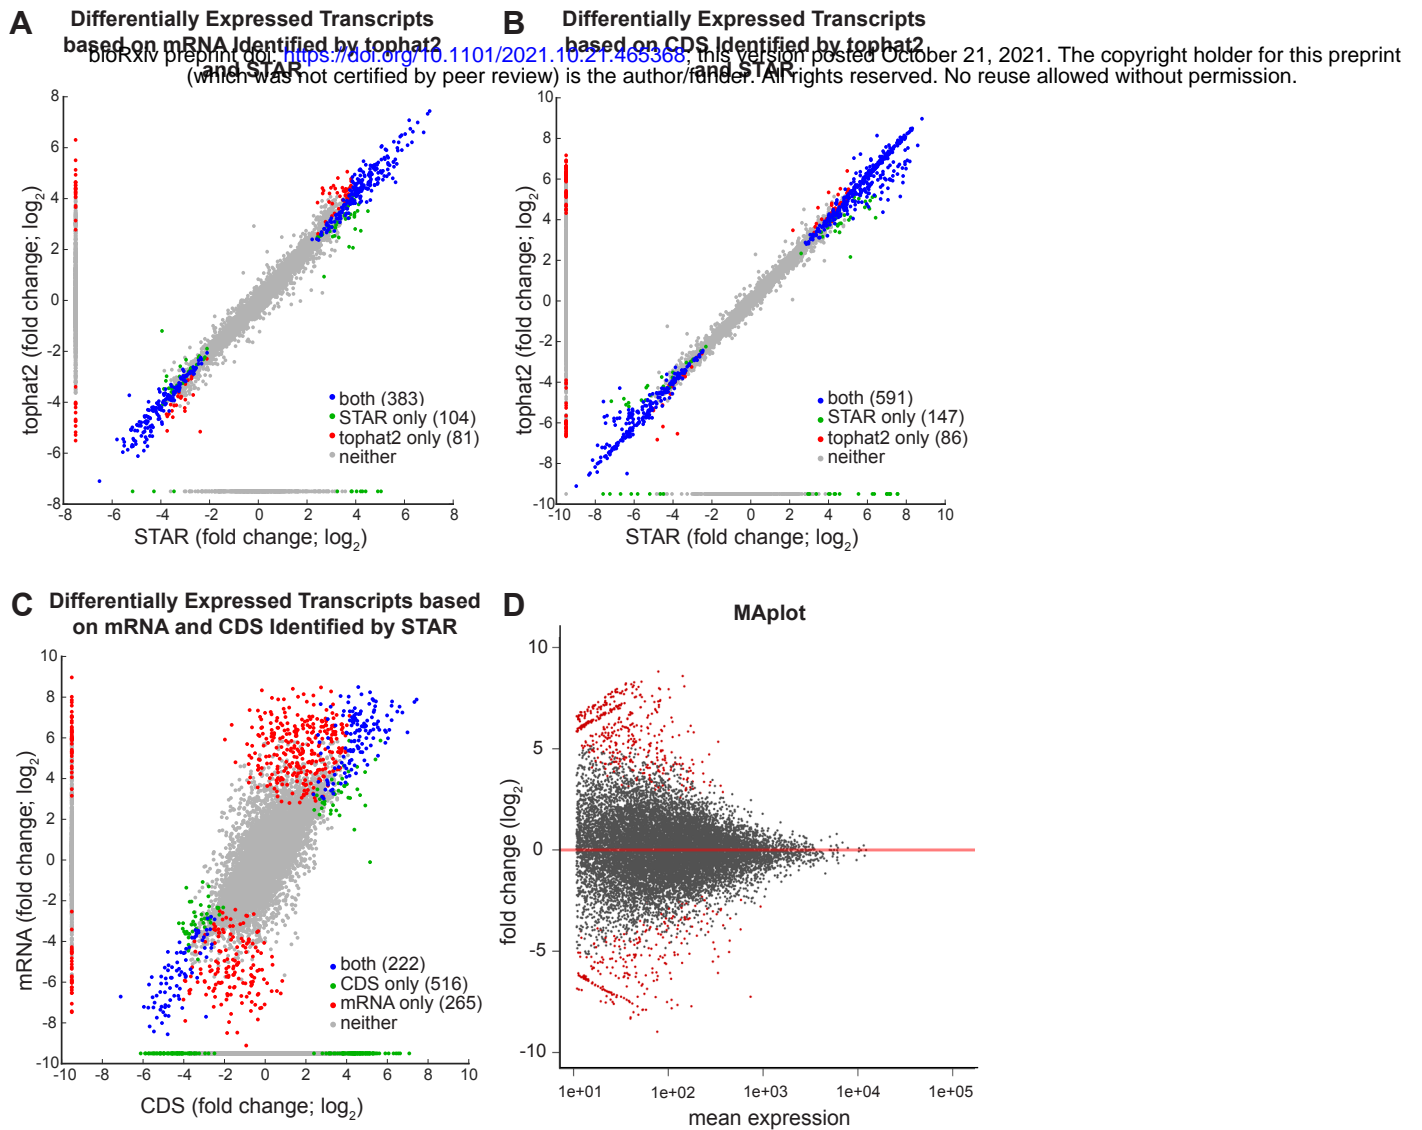 A
Differentially Expressed Transcripts
based on mRNA Identified by tophat2
and STAR
B
Differentially Expressed Transcripts
based on CDS Identified by tophat2
and STAR
bioRxiv preprint doi: https://doi.org/10.1101/2021.10.21.465368; this version posted October 21, 2021. The copyright holder for this preprint
(which was not certified by peer review) is the author/funder. All rights reserved. No reuse allowed without permission.
8
6
4
2
0
-2
-4
-6
-8
tophat2 (fold change; log2)
both (383)
STAR only (104)
tophat2 only (81)
neither
-8 -6 -4 -2 0 2 4 6 8
STAR (fold change; log2)
10
8
6
4
2
0
-2
-4
-6
-8
-10
tophat2 (fold change; log2)
both (591)
STAR only (147)
tophat2 only (86)
neither
-10 -8 -6 -4 -2 0 2 4 6 8 10
STAR (fold change; log2)
C
Differentially Expressed Transcripts based
on mRNA and CDS Identified by STAR
10
8
6
4
2
0
-2
-4
-6
-8
-10
mRNA (fold change; log2)
both (222)
CDS only (516)
mRNA only (265)
neither
-10 -8 -6 -4 -2 0 2 4 6 8 10
CDS (fold change; log2)
D
MAplot
10
5
0
-5
-10
fold change (log2)
1e+01 1e+02 1e+03 1e+04 1e+05
mean expression